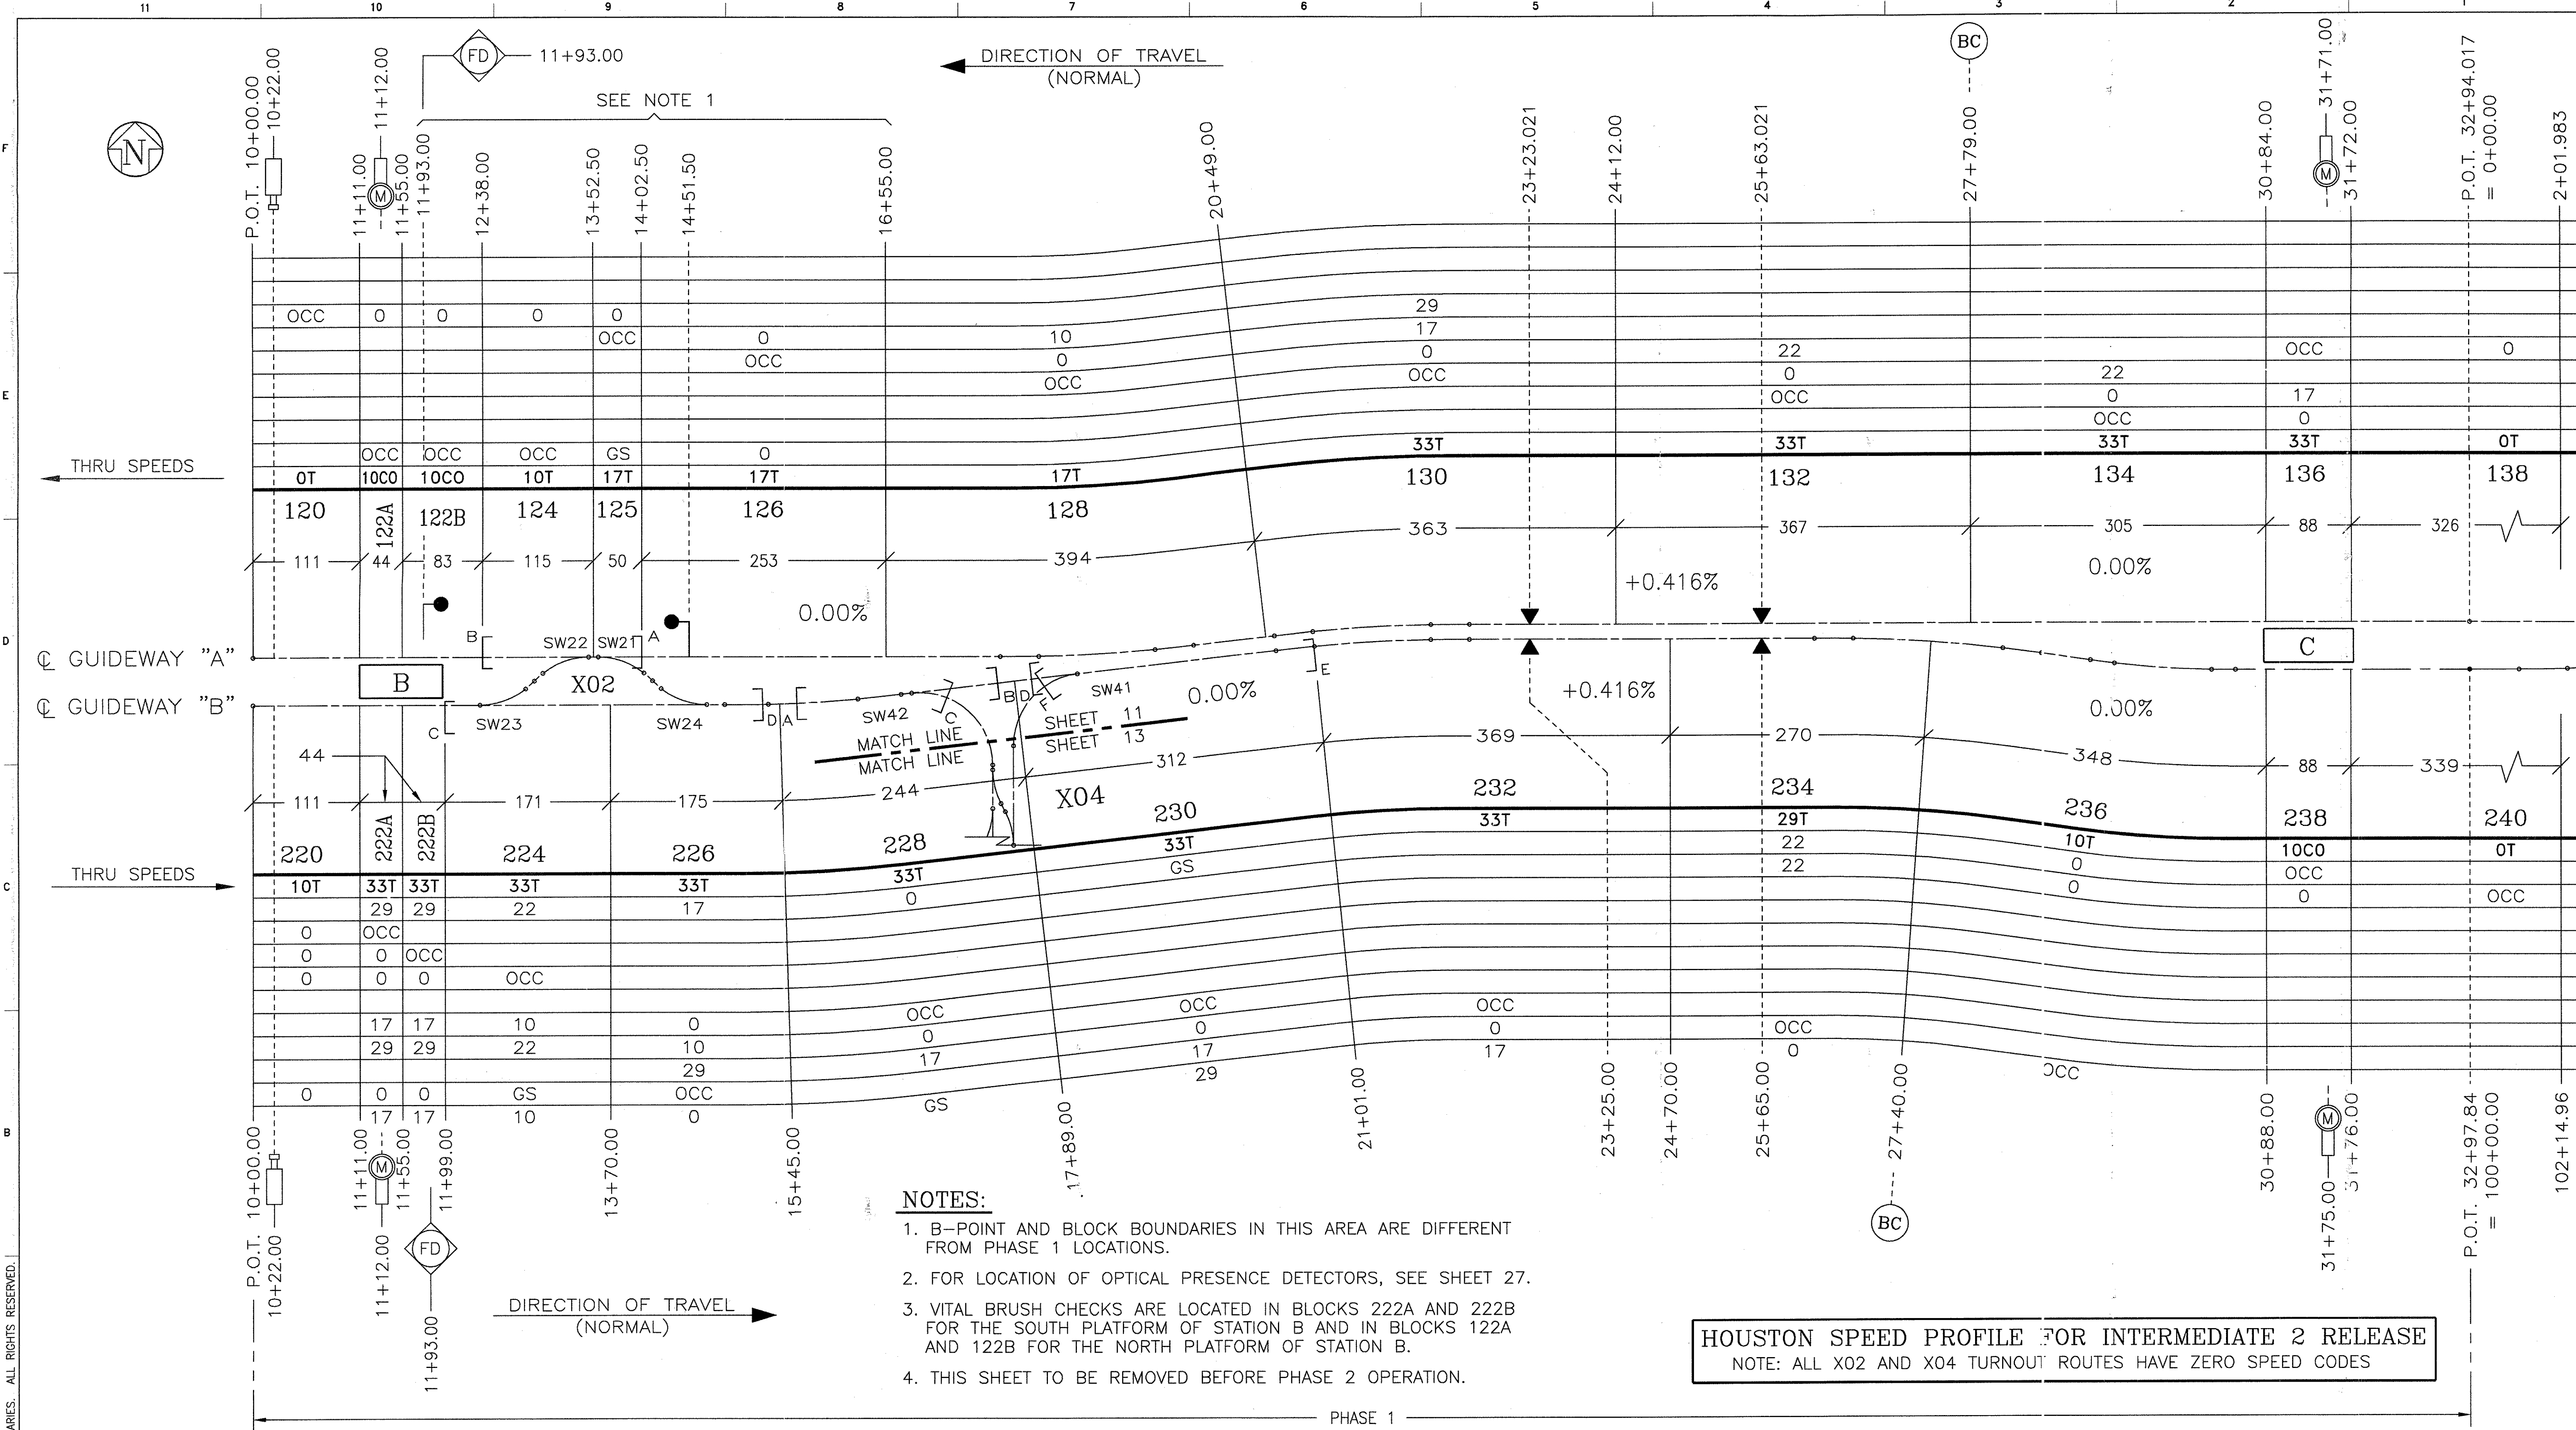 11 10 9 8 7 6 5 4 3 2
FD 11+93.00
DIRECTION OF TRAVEL
(NORMAL)
BC
SEE NOTE 1
N
F
P.O.T. 10+00.00
10+22.00
11+11.00
M 11+12.00
11+55.00
11+93.00
12+38.00
13+52.50
14+02.50
14+51.50
16+55.00
20+49.00
23+23.021
24+12.00
25+63.021
27+79.00
30+84.00
M 31+71.00
31+72.00
P.O.T. 32+94.017
= 0+00.00
2+01.983
29
OCC 0 0 0 0
17
OCC 0 10
0 22 OCC 0
OCC 0
OCC 0 22
OCC
E
OCC 0 17
OCC 0
33T 33T 33T 33T 0T
OCC OCC OCC GS 0
THRU SPEEDS
0T 10CO 10CO 10T 17T 17T 17T
130 132 134 136 138
120 122A 122B 124 125 126 128
363 367 305 88 326
111 44 83 115 50 253 394
+0.416% 0.00%
0.00%
D
B SW22 SW21 A
℄ GUIDEWAY "A"
B X02 C
℄ GUIDEWAY "B"
C SW23 SW24 D A SW42 C B D F SW41 0.00% E
+0.416%
0.00%
SHEET 11
MATCH LINE
SHEET 13
MATCH LINE
44
369 270 348 88 339
111 171 175 244 312
X04
232 234 236 238 240
220 222A 222B 224 226 228 230
33T 29T 10T 10CO 0T
THRU SPEEDS
C
10T 33T 33T 33T 33T 33T 33T
GS 22 0 OCC
29 29 22 17 0
22 0 0 OCC
0 OCC
0 0 OCC
0 0 0 OCC
OCC OCC OCC
17 17 10 0 0 0 0 OCC
29 29 22 10 17 17 17 0
29 29
OCC
0 0 0 GS OCC GS
17 17 10 0
B
P.O.T. 10+00.00
10+22.00
11+11.00
M 11+12.00
11+55.00
11+99.00
FD
11+93.00
13+70.00
15+45.00
17+89.00
21+01.00
23+25.00
24+70.00
25+65.00
27+40.00
BC
30+88.00
M 31+75.00
31+76.00
P.O.T. 32+97.84
= 100+00.00
102+14.96
DIRECTION OF TRAVEL
(NORMAL)
NOTES:
1. B-POINT AND BLOCK BOUNDARIES IN THIS AREA ARE DIFFERENT
FROM PHASE 1 LOCATIONS.
2. FOR LOCATION OF OPTICAL PRESENCE DETECTORS, SEE SHEET 27.
3. VITAL BRUSH CHECKS ARE LOCATED IN BLOCKS 222A AND 222B
FOR THE SOUTH PLATFORM OF STATION B AND IN BLOCKS 122A
AND 122B FOR THE NORTH PLATFORM OF STATION B.
4. THIS SHEET TO BE REMOVED BEFORE PHASE 2 OPERATION.
HOUSTON SPEED PROFILE FOR INTERMEDIATE 2 RELEASE
NOTE: ALL X02 AND X04 TURNOUT ROUTES HAVE ZERO SPEED CODES
PHASE 1
ARIES. ALL RIGHTS RESERVED.